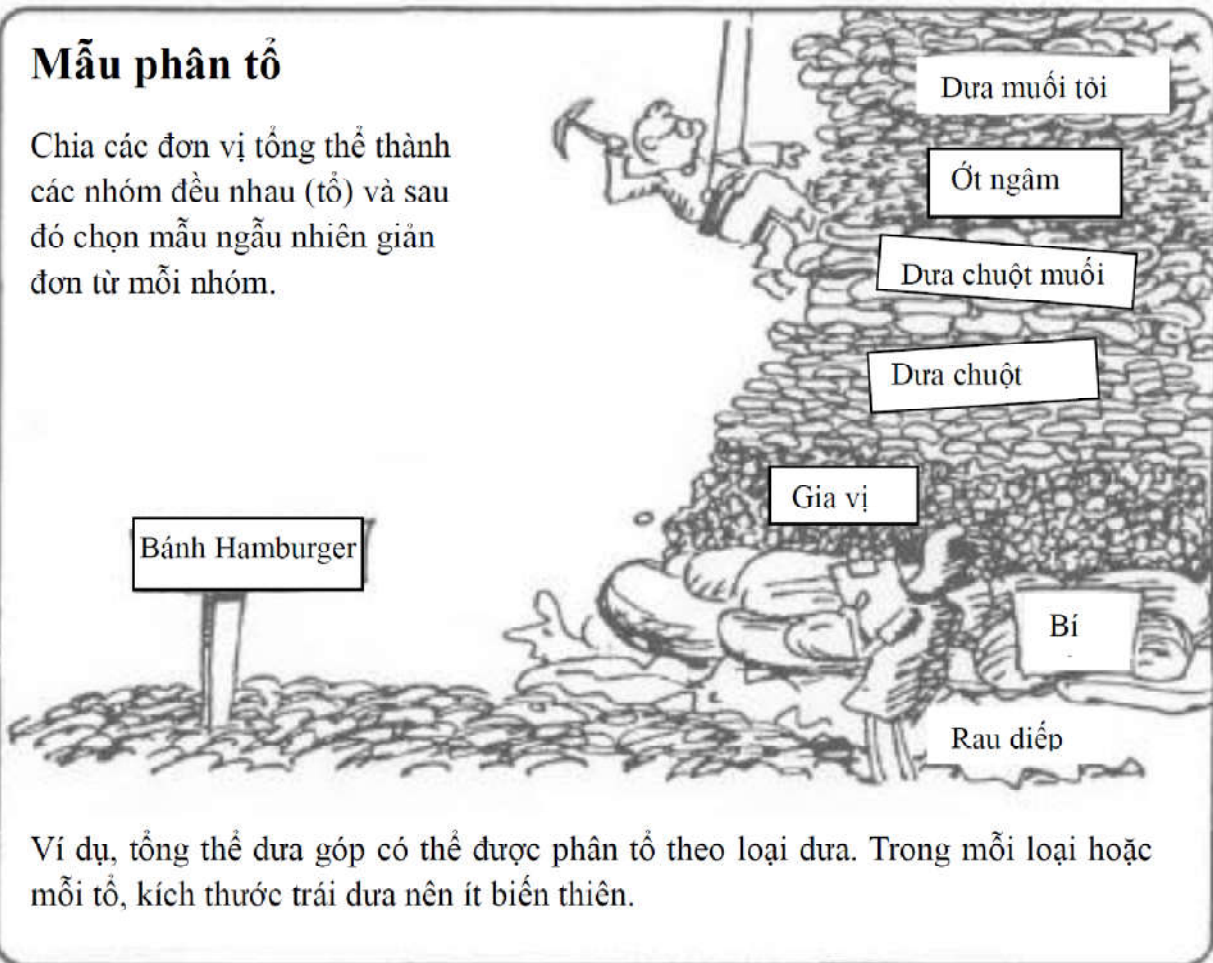 Mẫu phân tổ
Chia các đơn vị tổng thể thành
các nhóm đều nhau (tổ) và sau
đó chọn mẫu ngẫu nhiên giản
đơn từ mỗi nhóm.
Dưa muối tỏi
Ớt ngâm
Dưa chuột muối
Dưa chuột
Gia vị
Bánh Hamburger
Bí
Rau diếp
Ví dụ, tổng thể dưa góp có thể được phân tổ theo loại dưa. Trong mỗi loại hoặc
mỗi tổ, kích thước trái dưa nên ít biến thiên.